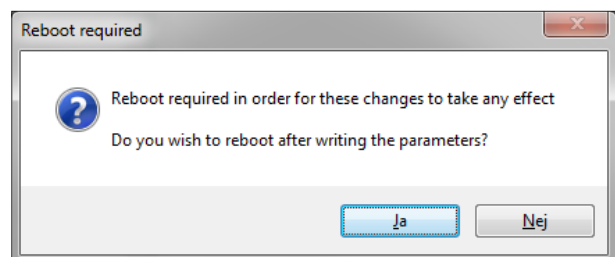 Reboot required
Reboot required in order for these changes to take any effect
Do you wish to reboot after writing the parameters?
Ja
Nej